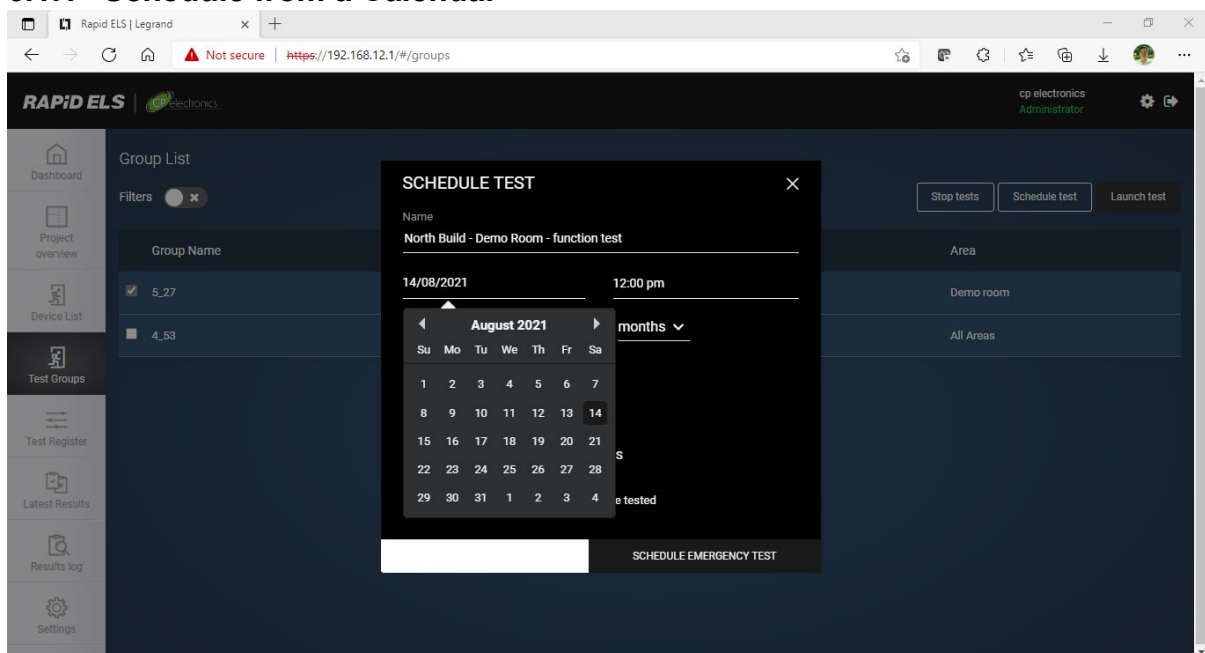 Rapid ELS | Legrand
Not secure | https://192.168.12.1/#/groups
RAPiD ELS | CP electronics
cp electronics
Administrator
Dashboard
Project
overview
Device List
Test Groups
Test Register
Latest Results
Results log
Settings
Group List
Filters
Stop tests
Schedule test
Launch test
Group Name
Area
5_27
Demo room
4_53
All Areas
SCHEDULE TEST
Name
North Build - Demo Room - function test
14/08/2021
12:00 pm
months
August 2021
Su Mo Tu We Th Fr Sa
1 2 3 4 5 6 7
8 9 10 11 12 13 14
15 16 17 18 19 20 21
22 23 24 25 26 27 28
29 30 31 1 2 3 4
s
e tested
SCHEDULE EMERGENCY TEST